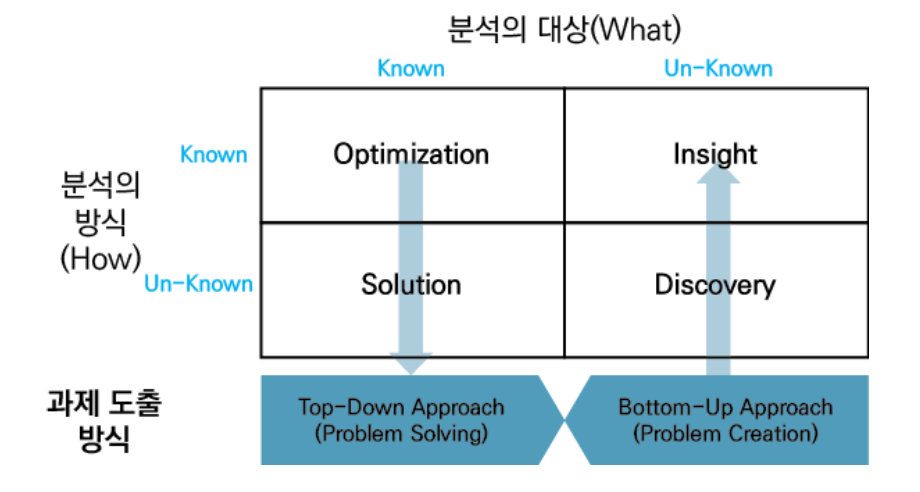 분석의 대상(What)
Known
Un-Known
Known
Optimization
Insight
분석의
방식
(How)
Un-Known
Solution
Discovery
과제 도출
방식
Top-Down Approach
(Problem Solving)
Bottom-Up Approach
(Problem Creation)